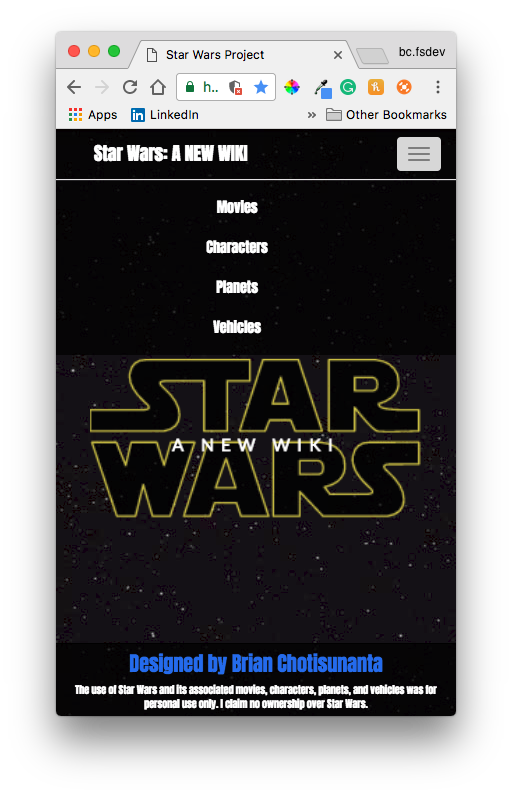 Star Wars Project
bc.fsdev
h..
Apps
LinkedIn
»
Other Bookmarks
Star Wars: A NEW WIKI
Movies
Characters
Planets
Vehicles
STAR
A NEW WIKI
WARS
Designed by Brian Chotisunanta
The use of Star Wars and its associated movies, characters, planets, and vehicles was for
personal use only. I claim no ownership over Star Wars.